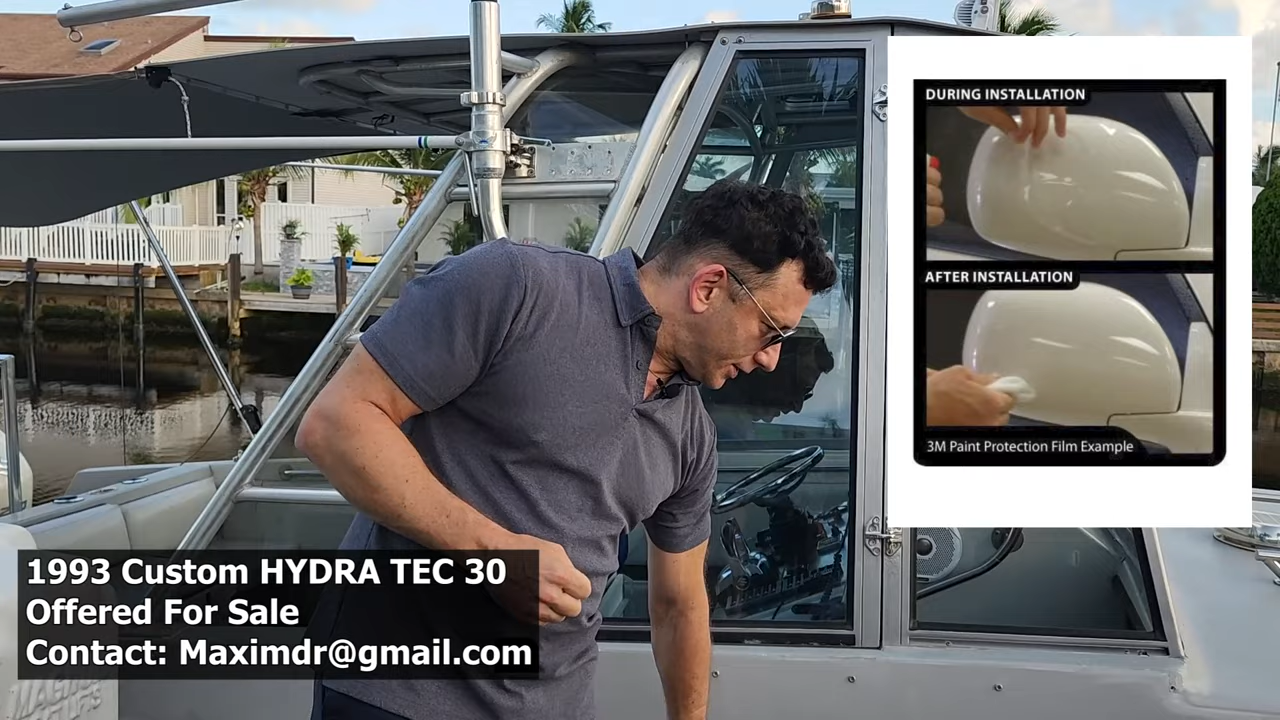 DURING INSTALLATION
AFTER INSTALLATION
3M Paint Protection Film Example
1993 Custom HYDRA TEC 30
Offered For Sale
Contact: Maximdr@gmail.com